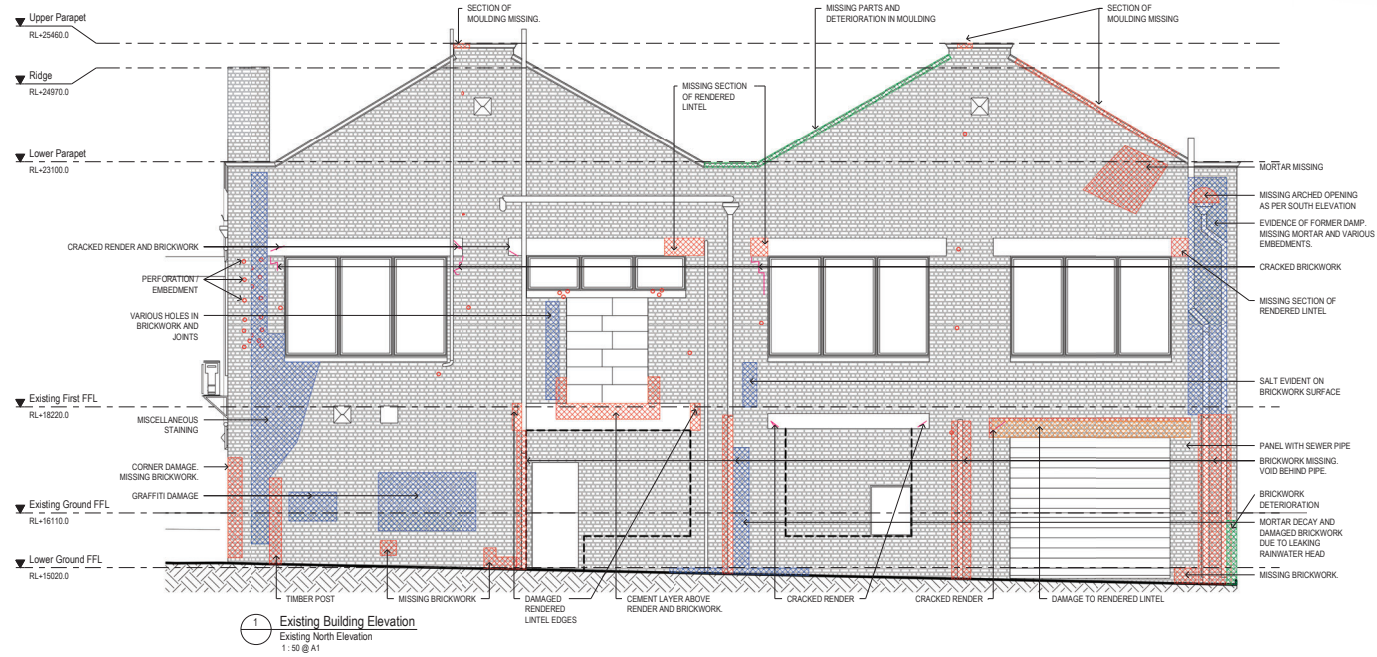 Upper Parapet
RL+25460.0
Ridge
RL+24970.0
Lower Parapet
RL+23100.0
Existing First FFL
RL+18220.0
Existing Ground FFL
RL+16110.0
Lower Ground FFL
RL+15020.0
SECTION OF
MOULDING MISSING.
MISSING PARTS AND
DETERIORATION IN MOULDING
SECTION OF
MOULDING MISSING
MISSING SECTION
OF RENDERED
LINTEL
CRACKED RENDER AND BRICKWORK
PERFORATION /
EMBEDMENT
VARIOUS HOLES IN
BRICKWORK AND
JOINTS
MISCELLANEOUS
STAINING
CORNER DAMAGE.
MISSING BRICKWORK.
GRAFFITI DAMAGE
MORTAR MISSING
MISSING ARCHED OPENING
AS PER SOUTH ELEVATION
EVIDENCE OF FORMER DAMP.
MISSING MORTAR AND VARIOUS
EMBEDMENTS.
CRACKED BRICKWORK
MISSING SECTION OF
RENDERED LINTEL
SALT EVIDENT ON
BRICKWORK SURFACE
PANEL WITH SEWER PIPE
BRICKWORK MISSING.
VOID BEHIND PIPE.
BRICKWORK
DETERIORATION
MORTAR DECAY AND
DAMAGED BRICKWORK
DUE TO LEAKING
RAINWATER HEAD
MISSING BRICKWORK.
TIMBER POST
MISSING BRICKWORK
DAMAGED
RENDERED
LINTEL EDGES
CEMENT LAYER ABOVE
RENDER AND BRICKWORK.
CRACKED RENDER
CRACKED RENDER
DAMAGE TO RENDERED LINTEL
1
Existing Building Elevation
Existing North Elevation
1 : 50 @ A1